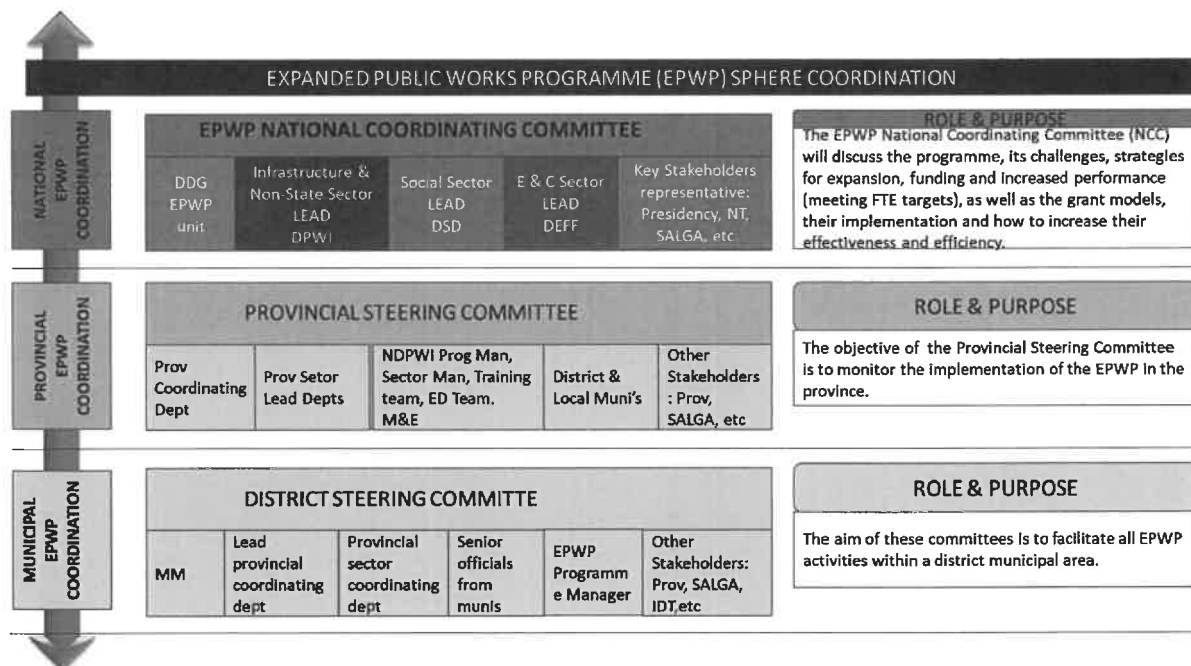 EXPANDED PUBLIC WORKS PROGRAMME (EPWP) SPHERE COORDINATION
NATIONAL
EPWP
COORDINATION
EPWP NATIONAL COORDINATING COMMITTEE
DDG
EPWP
unit
Infrastructure &
Non-State Sector
LEAD
DPWI
Social Sector
LEAD
DSD
E & C Sector
LEAD
DEFF
Key Stakeholders
representative:
Presidency, NT,
SALGA, etc
ROLE & PURPOSE
The EPWP National Coordinating Committee (NCC)
will discuss the programme, its challenges, strategies
for expansion, funding and increased performance
(meeting FTE targets), as well as the grant models,
their implementation and how to increase their
effectiveness and efficiency.
PROVINCIAL
EPWP
COORDINATION
PROVINCIAL STEERING COMMITTEE
Prov
Coordinating
Dept
Prov Setor
Lead Depts
NDPWI Prog Man,
Sector Man, Training
team, ED Team.
M&E
District &
Local Muni's
Other
Stakeholders
: Prov,
SALGA, etc
ROLE & PURPOSE
The objective of the Provincial Steering Committee
is to monitor the implementation of the EPWP in the
province.
MUNICIPAL
EPWP
COORDINATION
DISTRICT STEERING COMMITTE
MM
Lead
provincial
coordinating
dept
Provincial
sector
coordinating
dept
Senior
officials
from
munis
EPWP
Programm
e Manager
Other
Stakeholders:
Prov, SALGA,
IDT,etc
ROLE & PURPOSE
The aim of these committees is to facilitate all EPWP
activities within a district municipal area.